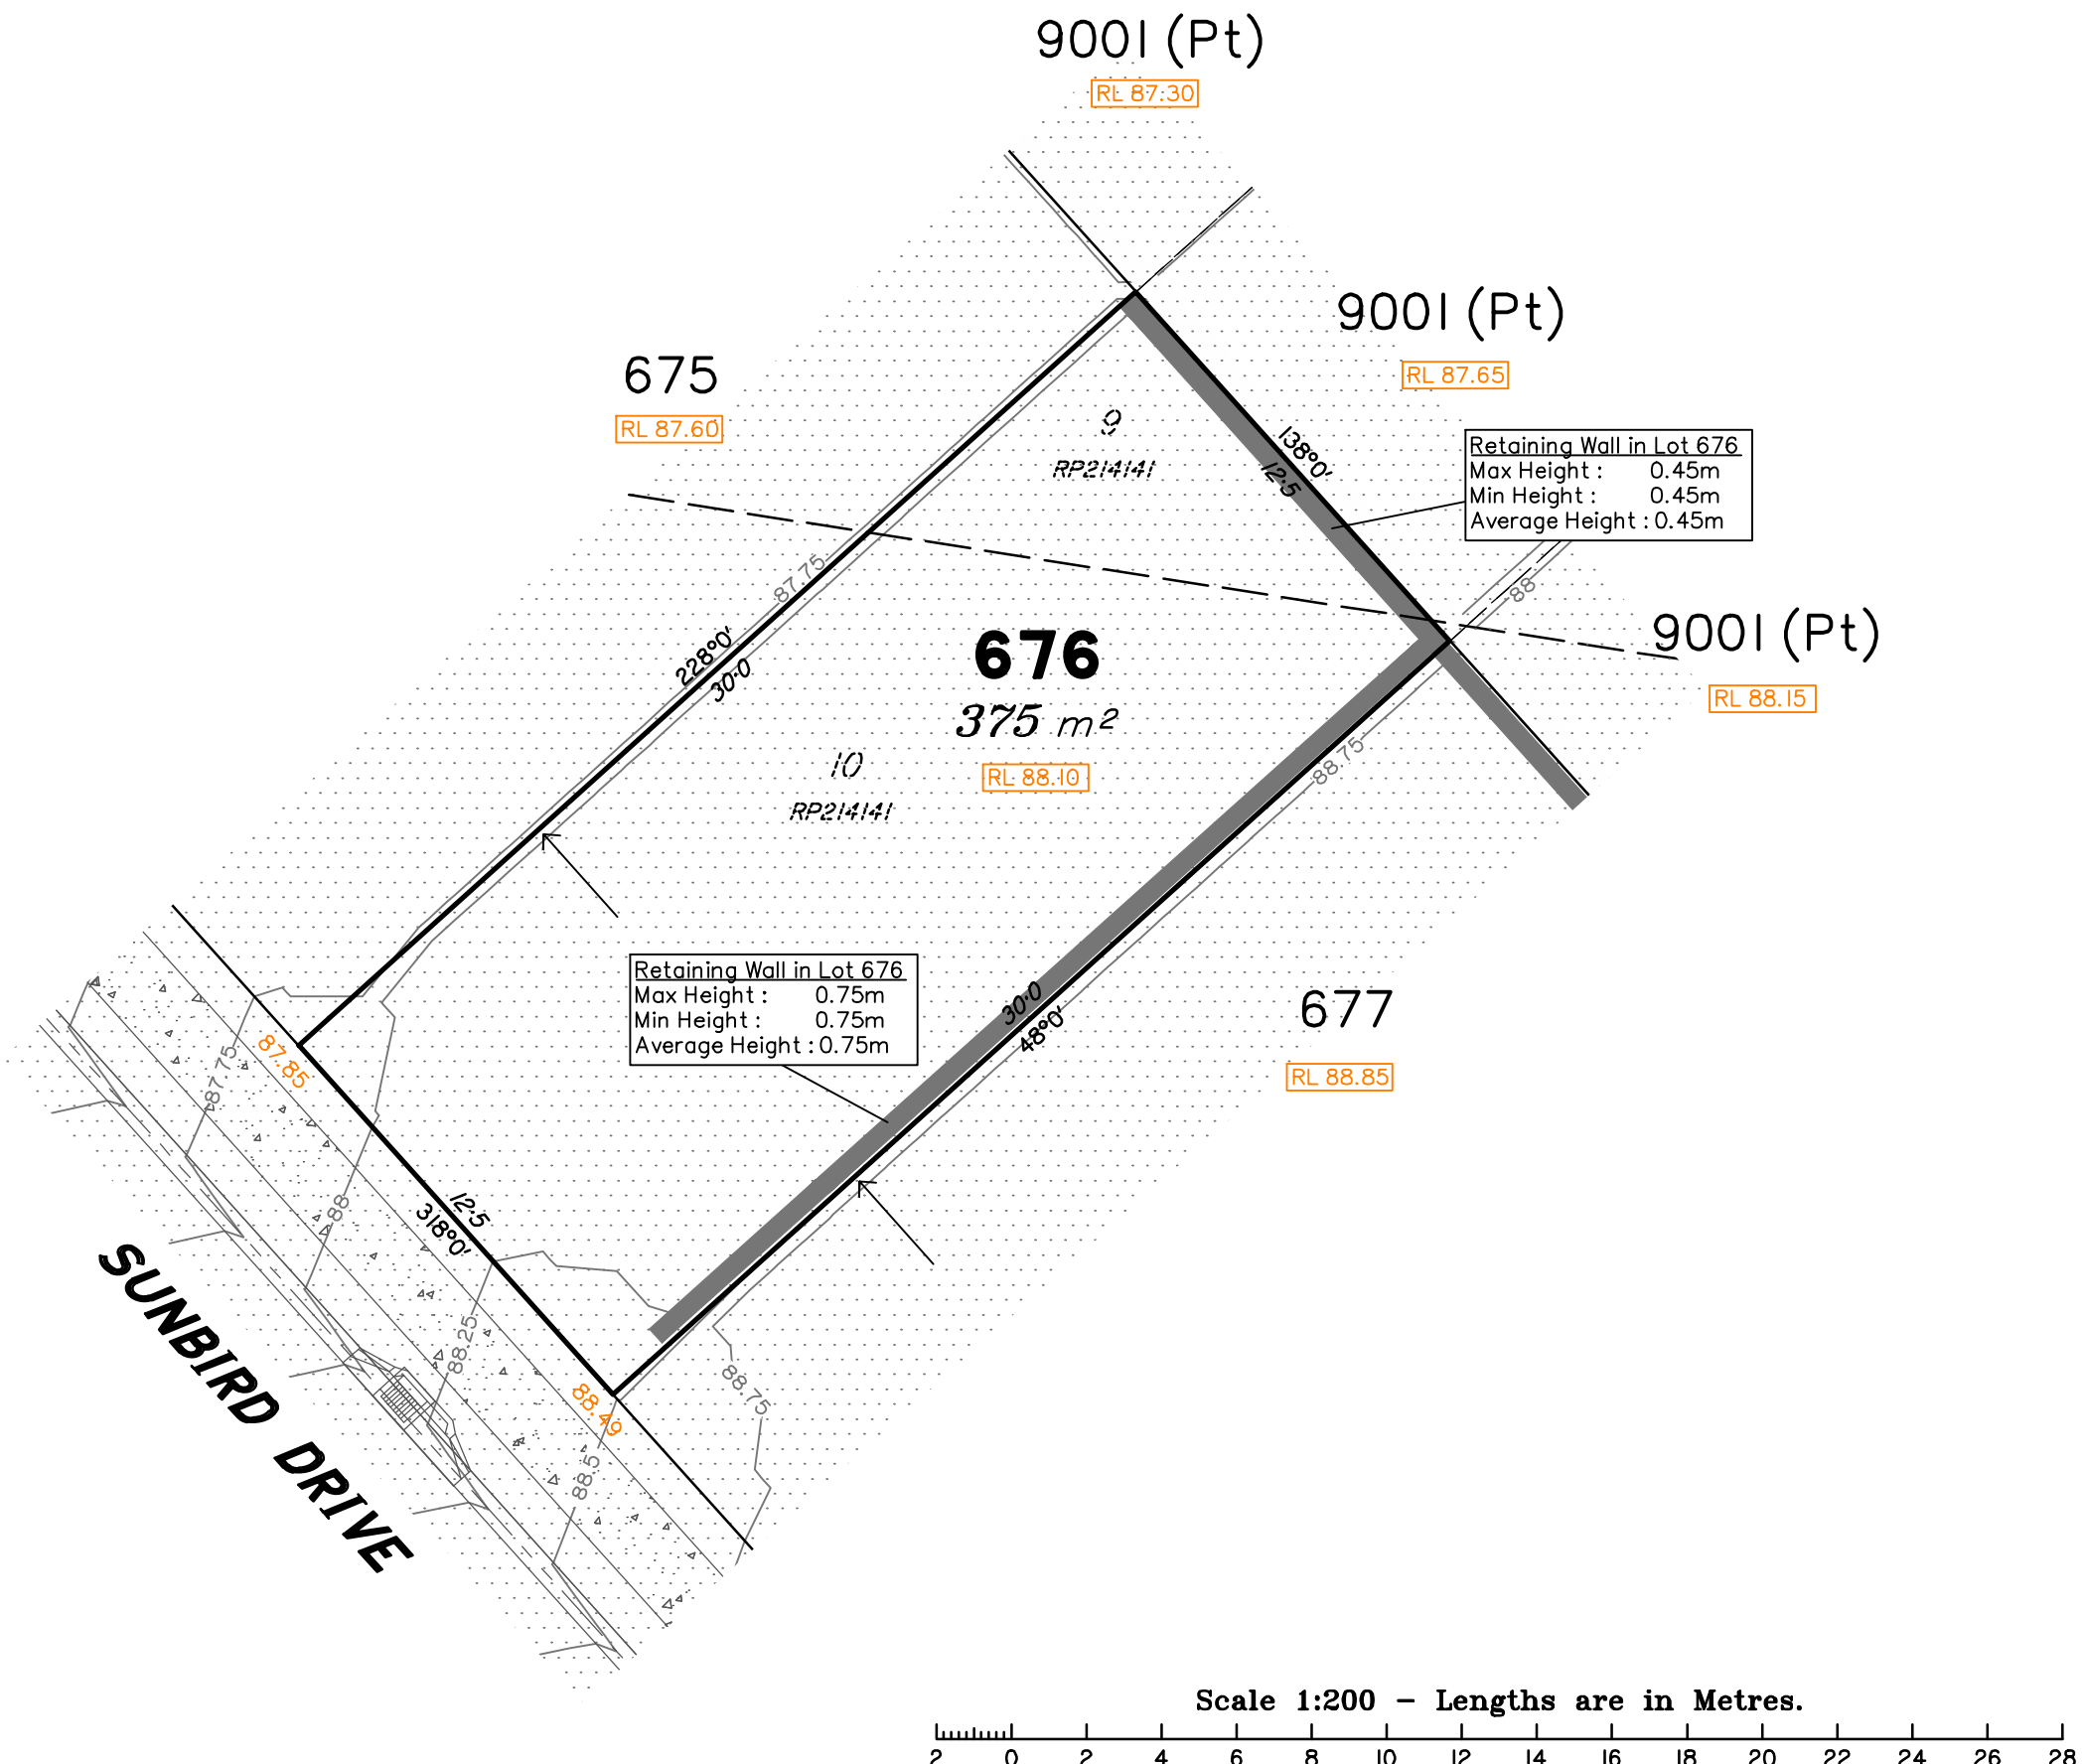 9001 (Pt)
RL 87.30
9001 (Pt)
RL 87.65
675
RL 87.60
9
RP214141
138°0'
12·5
Retaining Wall in Lot 676
Max Height : 0.45m
Min Height : 0.45m
Average Height : 0.45m
87.75
88
9001 (Pt)
RL 88.15
228°0'
30·0
676
375 m²
RL 88.10
10
RP214141
88.75
Retaining Wall in Lot 676
Max Height : 0.75m
Min Height : 0.75m
Average Height : 0.75m
30·0
48°0'
677
RL 88.85
87.85
87.75
88
12·5
318°0'
88.25
88.49
88.75
88.5
SUNBIRD DRIVE
Scale 1:200 – Lengths are in Metres.
2 0 2 4 6 8 10 12 14 16 18 20 22 24 26 28